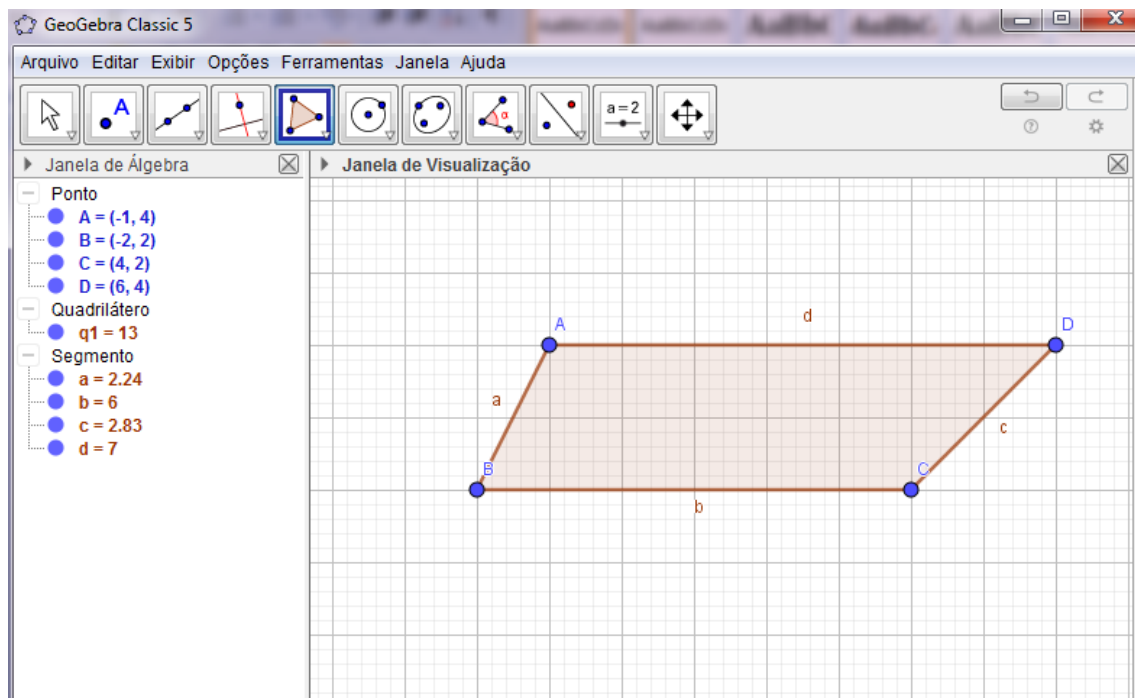 GeoGebra Classic 5
Arquivo Editar Exibir Opções Ferramentas Janela Ajuda
A
α
a = 2
Janela de Álgebra
Janela de Visualização
Ponto
A = (-1, 4)
B = (-2, 2)
C = (4, 2)
D = (6, 4)
Quadrilátero
q1 = 13
Segmento
a = 2.24
b = 6
c = 2.83
d = 7
d
A
D
a
c
B
C
b